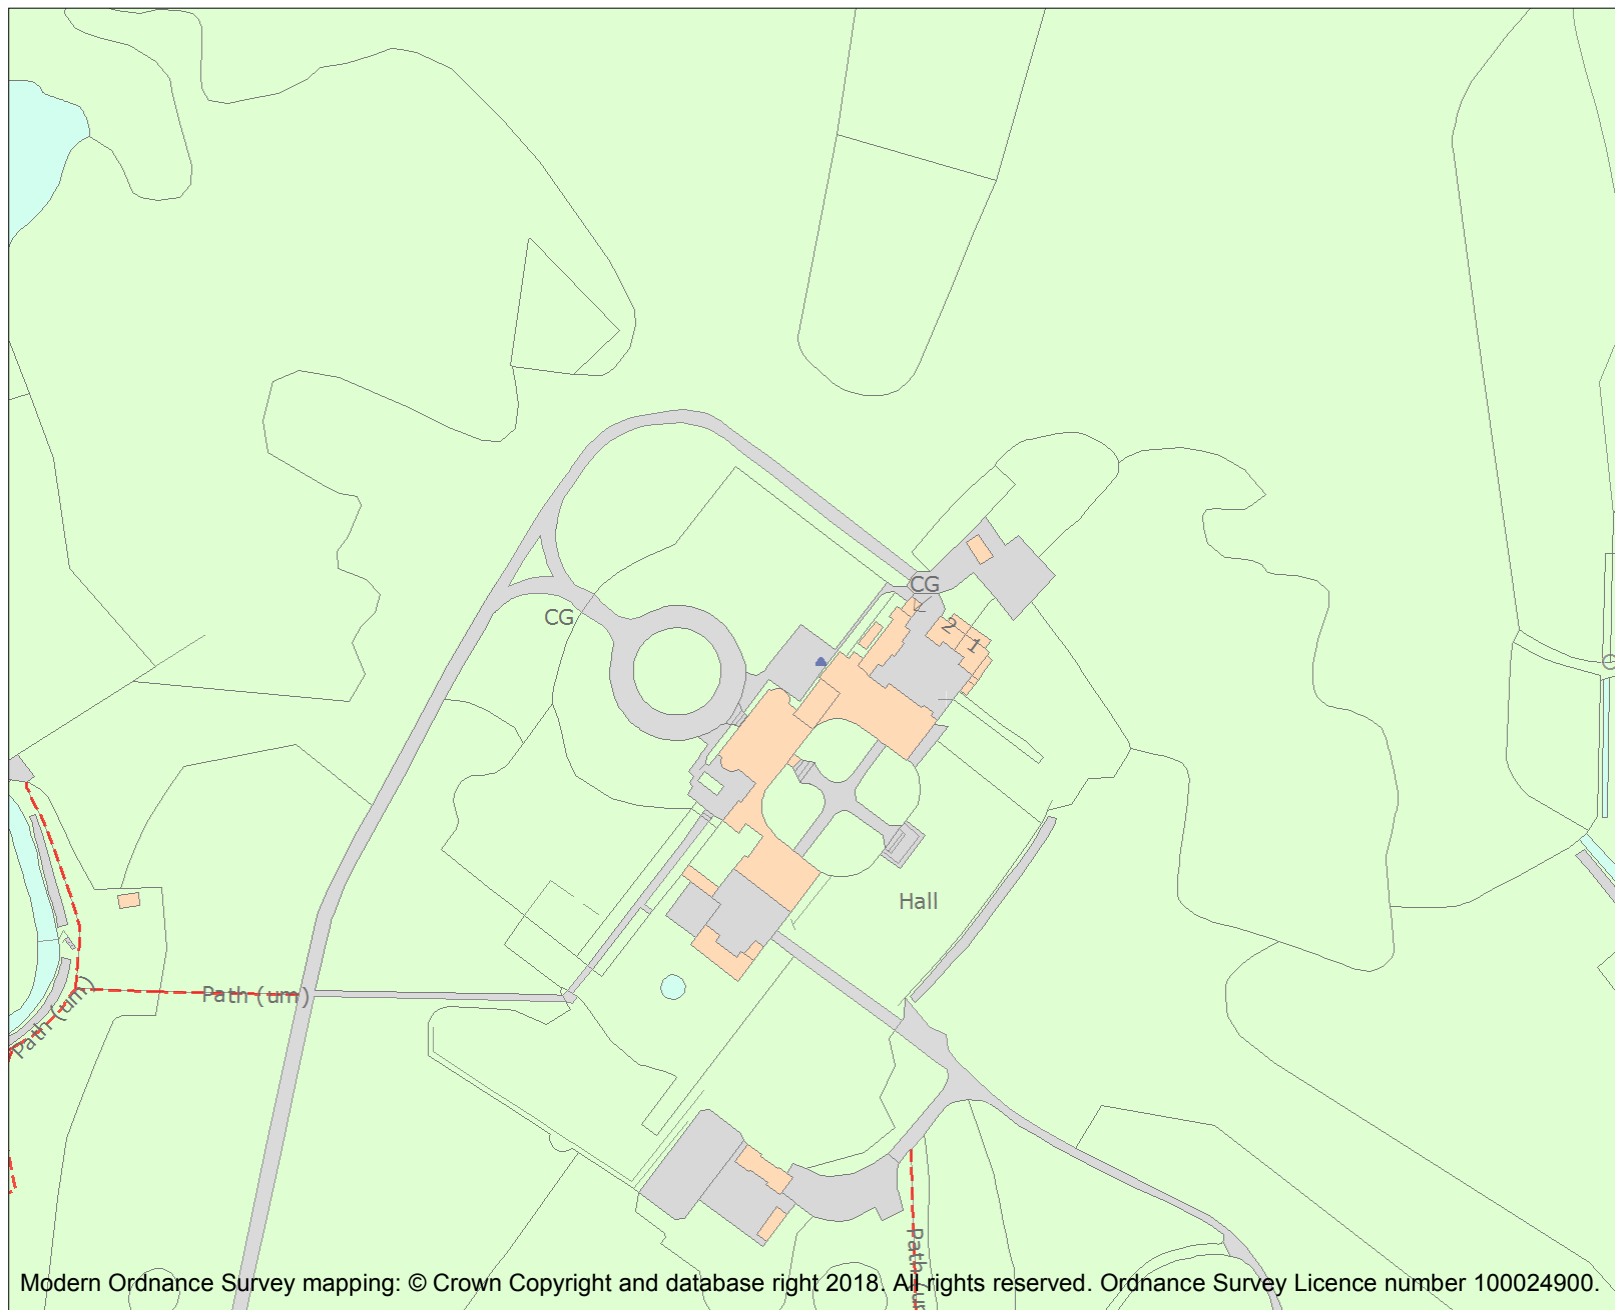 CG
CG
2
1
Hall
Path (um)
Path (um)
Path (um
Modern Ordnance Survey mapping: © Crown Copyright and database right 2018. All rights reserved. Ordnance Survey Licence number 100024900.